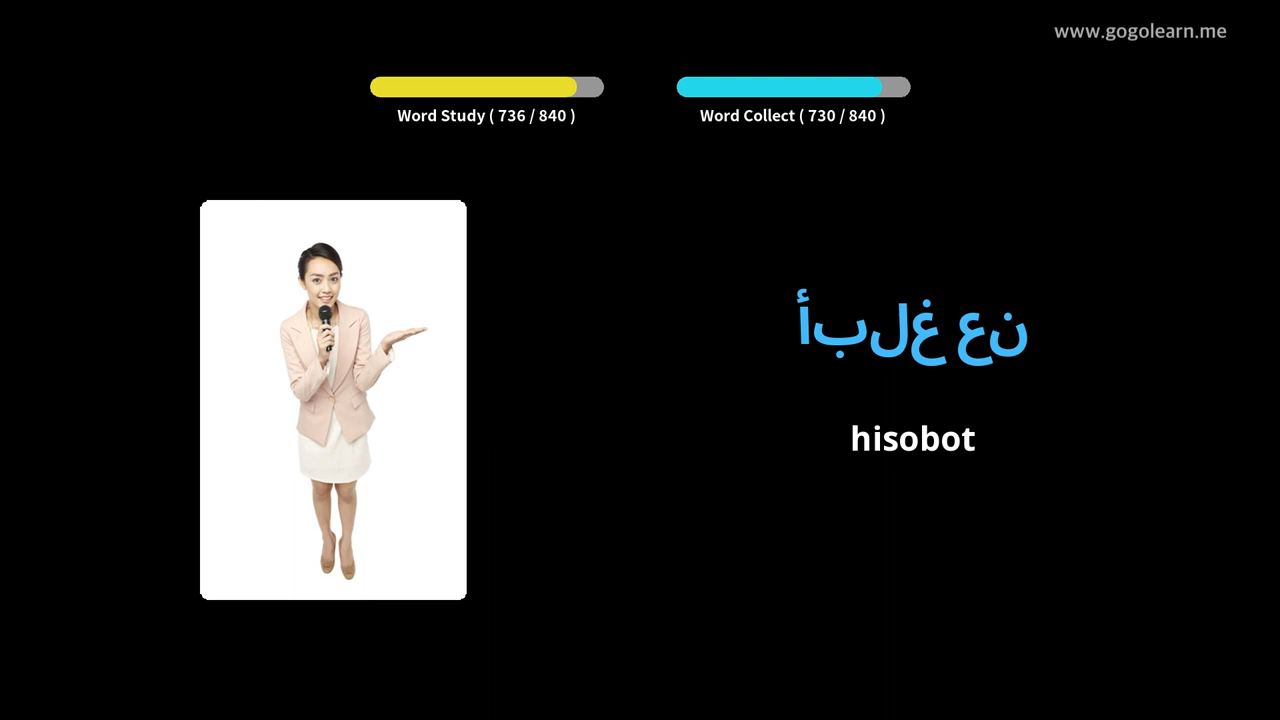 www.gogolearn.me
Word Study ( 736 / 840 )
Word Collect ( 730 / 840 )
أبلغ عن
hisobot